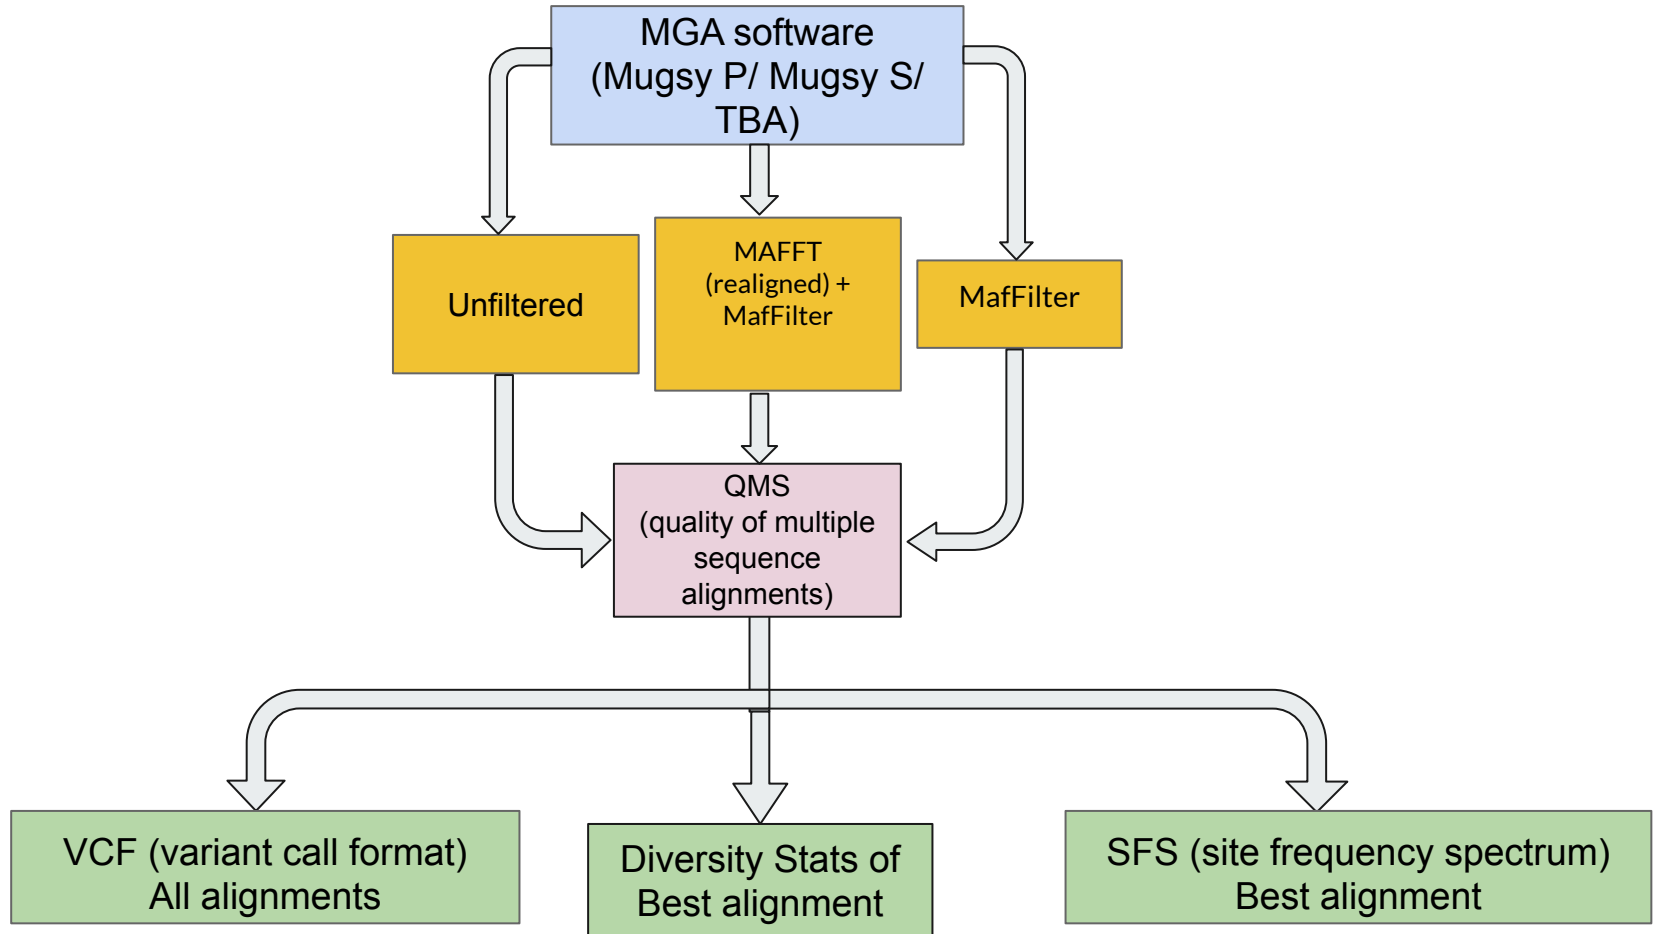 MGA software
(Mugsy P/ Mugsy S/
TBA)
Unfiltered
MAFFT
(realigned) +
MafFilter
MafFilter
QMS
(quality of multiple
sequence
alignments)
VCF (variant call format)
All alignments
Diversity Stats of
Best alignment
SFS (site frequency spectrum)
Best alignment